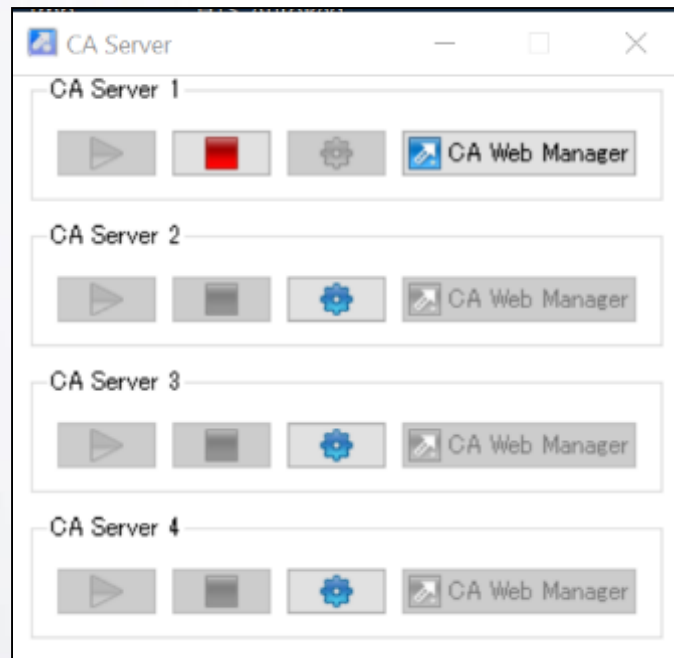 CA Server
CA Server 1
CA Web Manager
CA Server 2
CA Web Manager
CA Server 3
CA Web Manager
CA Server 4
CA Web Manager